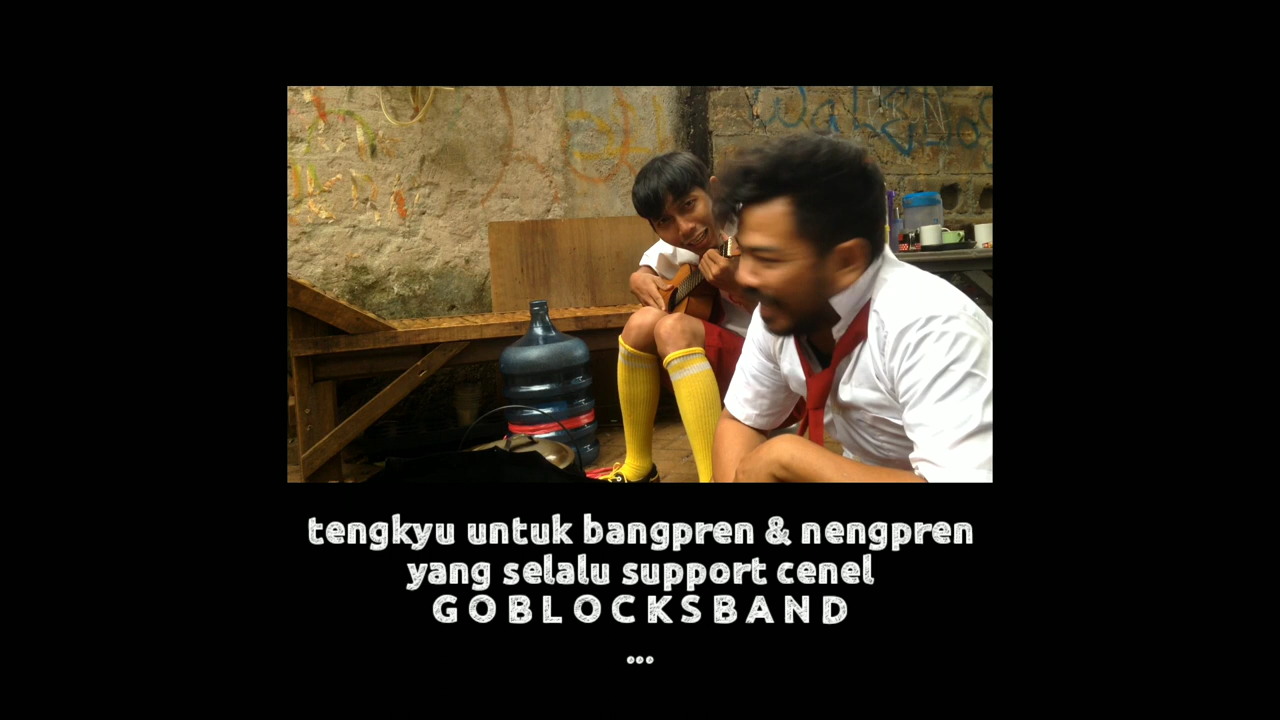 tengkyu untuk bangpren & nengpren
yang selalu support cenel
GOBLOCKSBAND
...